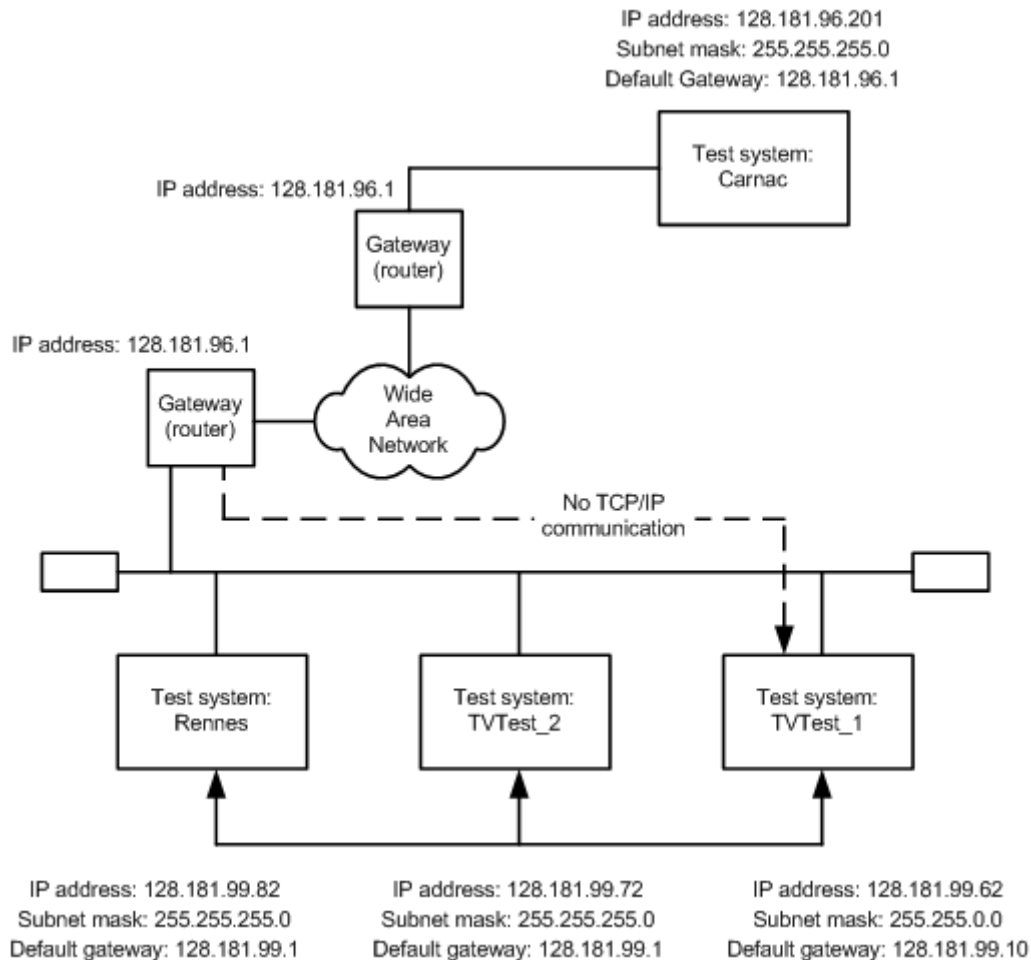 IP address: 128.181.96.201
Subnet mask: 255.255.255.0
Default Gateway: 128.181.96.1
Test system:
Carnac
IP address: 128.181.96.1
Gateway
(router)
IP address: 128.181.96.1
Gateway
(router)
Wide
Area
Network
No TCP/IP
communication
Test system:
Rennes
Test system:
TVTest_2
Test system:
TVTest_1
IP address: 128.181.99.82
Subnet mask: 255.255.255.0
Default gateway: 128.181.99.1
IP address: 128.181.99.72
Subnet mask: 255.255.255.0
Default gateway: 128.181.99.1
IP address: 128.181.99.62
Subnet mask: 255.255.0.0
Default gateway: 128.181.99.10